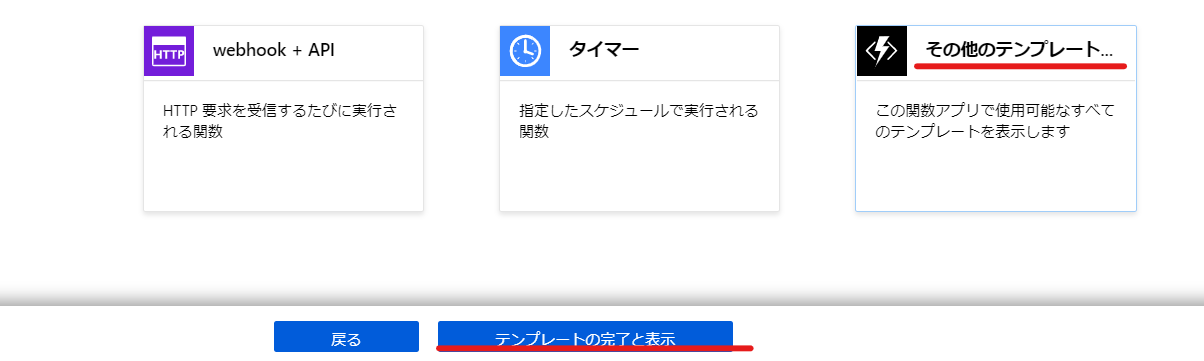 HTTP
webhook + API
タイマー
その他のテンプレート...
HTTP 要求を受信するたびに実行さ
れる関数
指定したスケジュールで実行される
関数
この関数アプリで使用可能なすべて
のテンプレートを表示します
戻る
テンプレートの完了と表示